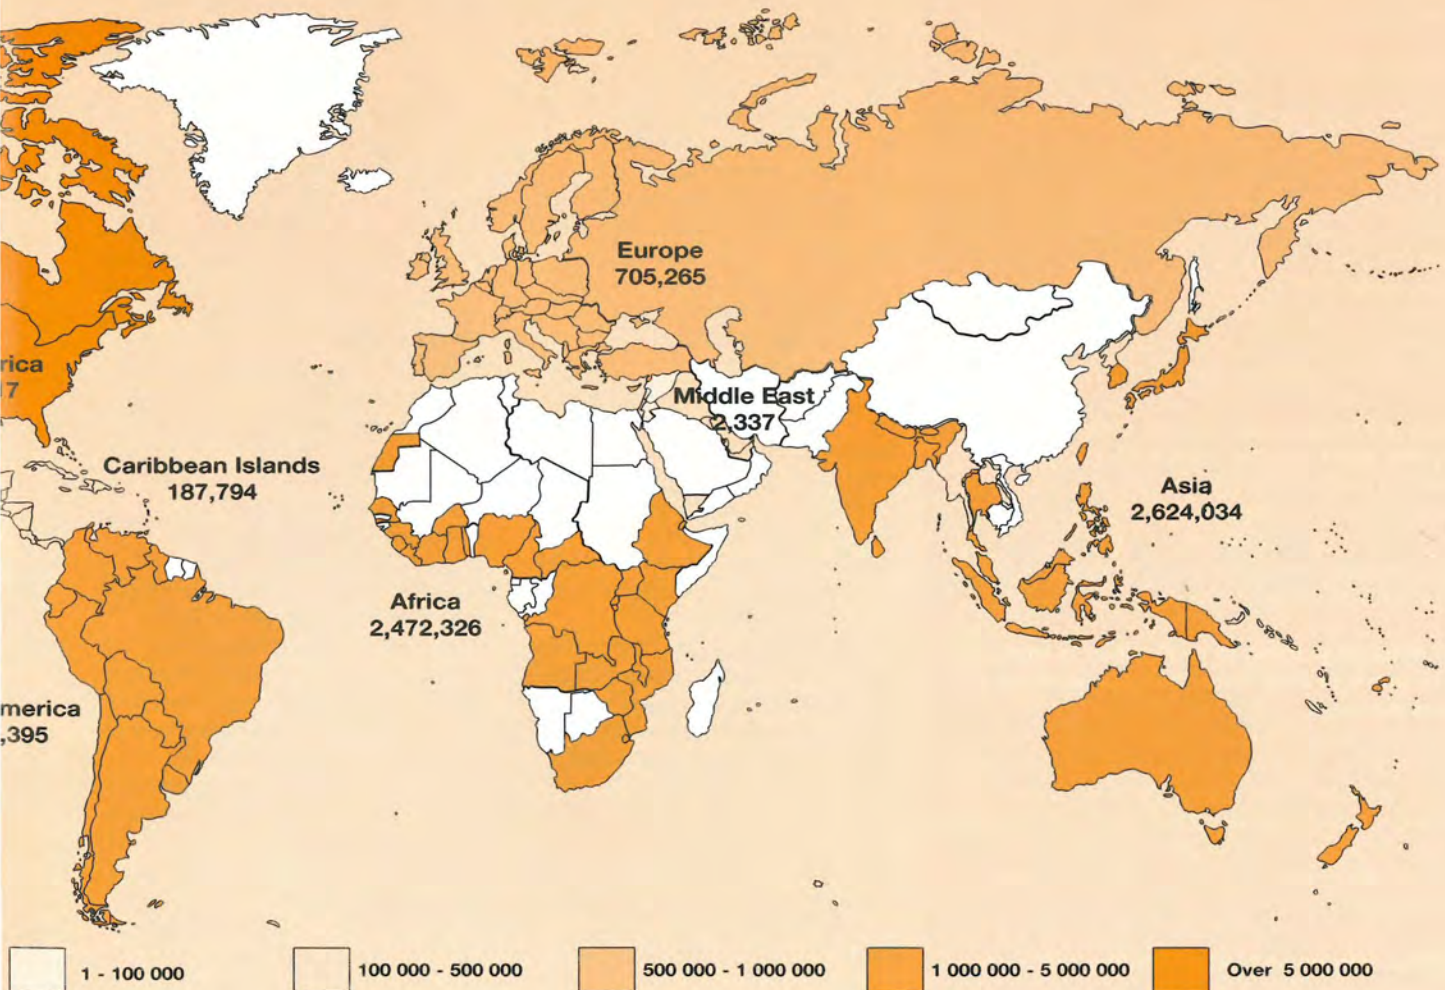 Europe
705,265
rica
17
Middle East
2,337
Caribbean Islands
187,794
Asia
2,624,034
Africa
2,472,326
merica
,395
1 - 100 000
100 000 - 500 000
500 000 - 1 000 000
1 000 000 - 5 000 000
Over 5 000 000